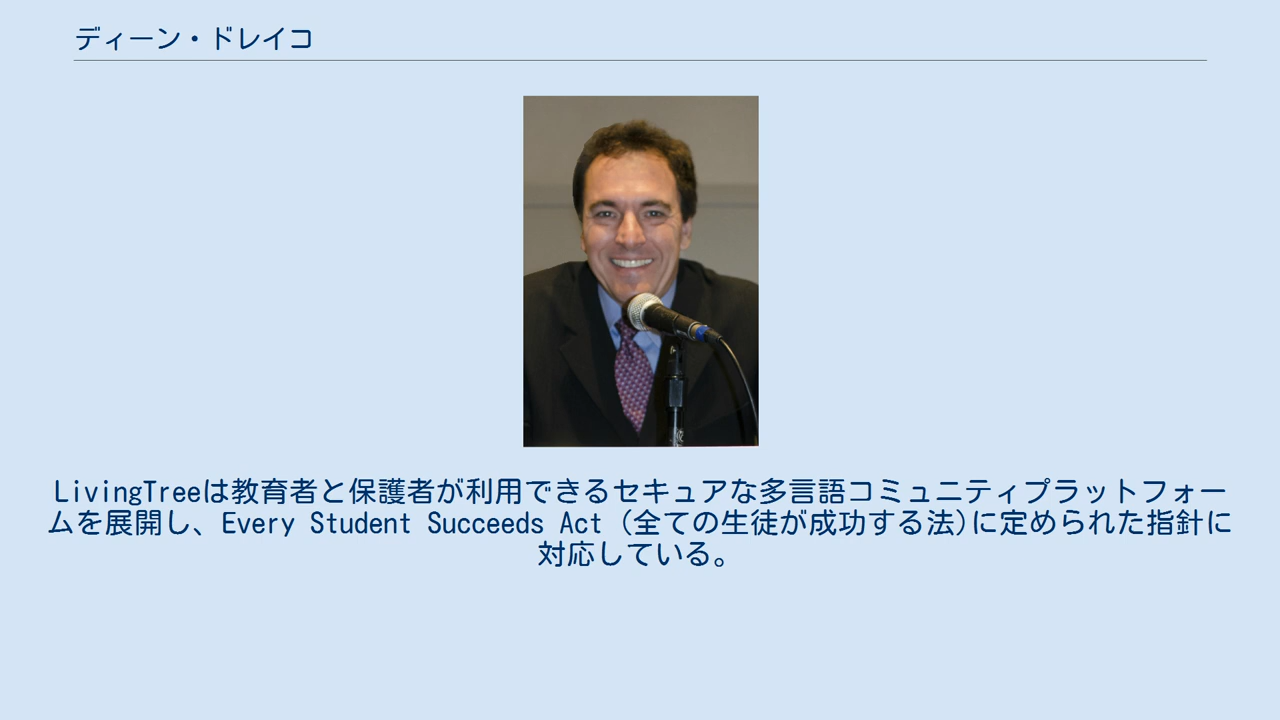 ディーン・ドレイコ
LivingTreeは教育者と保護者が利用できるセキュアな多言語コミュニティプラットフォー
ムを展開し、Every Student Succeeds Act (全ての生徒が成功する法)に定められた指針に
対応している。